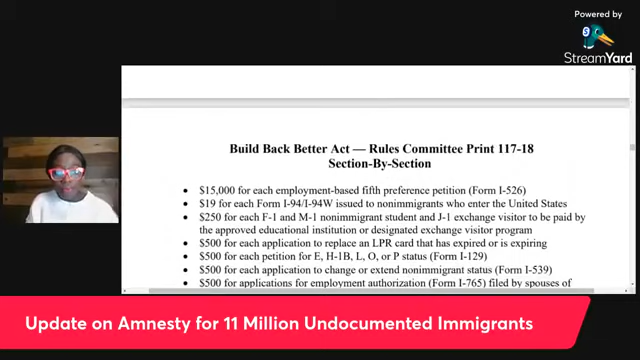 Powered by
StreamYard
Build Back Better Act — Rules Committee Print 117-18
Section-By-Section
• $15,000 for each employment-based fifth preference petition (Form I-526)
• $19 for each Form I-94/I-94W issued to nonimmigrants who enter the United States
• $250 for each F-1 and M-1 nonimmigrant student and J-1 exchange visitor to be paid by
the approved educational institution or designated exchange visitor program
• $500 for each application to replace an LPR card that has expired or is expiring
• $500 for each petition for E, H-1B, L, O, or P status (Form I-129)
• $500 for each application to change or extend nonimmigrant status (Form I-539)
• $500 for applications for employment authorization (Form I-765) filed by spouses of
Update on Amnesty for 11 Million Undocumented Immigrants